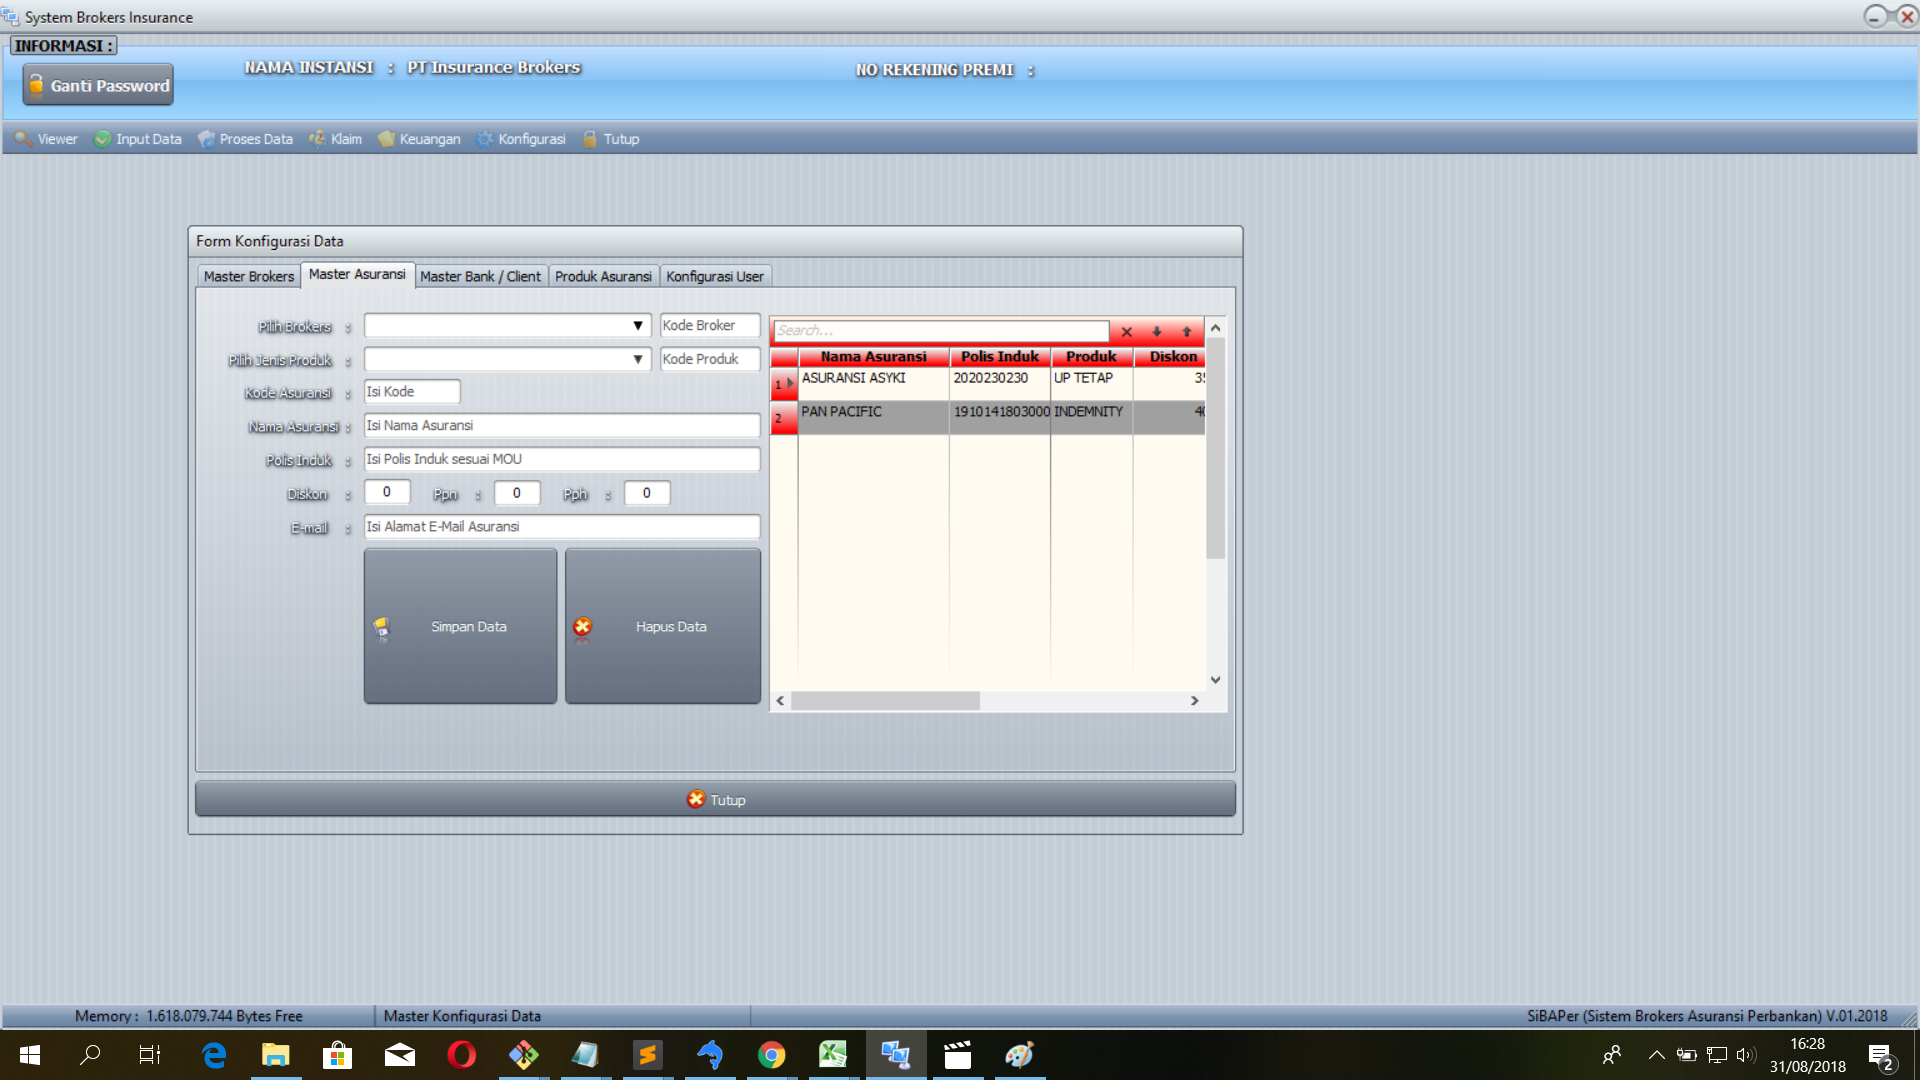 System Brokers Insurance
INFORMASI :
Ganti Password
NAMA INSTANSI : PT Insurance Brokers
NO REKENING PREMI :
Viewer Input Data Proses Data Klaim Keuangan Konfigurasi Tutup
Form Konfigurasi Data
Master Brokers Master Asuransi Master Bank / Client Produk Asuransi Konfigurasi User
Pilih Brokers : Kode Broker
Pilih Jenis Produk : Kode Produk
Kode Asuransi : Isi Kode
Nama Asuransi : Isi Nama Asuransi
Polis Induk : Isi Polis Induk sesuai MOU
Diskon : 0 Ppn : 0 Pph : 0
E-mail : Isi Alamat E-Mail Asuransi
Simpan Data Hapus Data
Search...
Nama Asuransi Polis Induk Produk Diskon
1 ASURANSI ASYKI 2020230230 UP TETAP
2 PAN PACIFIC 1910141803000 INDEMNITY
Tutup
Memory : 1.618.079.744 Bytes Free
Master Konfigurasi Data
SiBAPer (Sistem Brokers Asuransi Perbankan) V.01.2018
16:28
31/08/2018
2